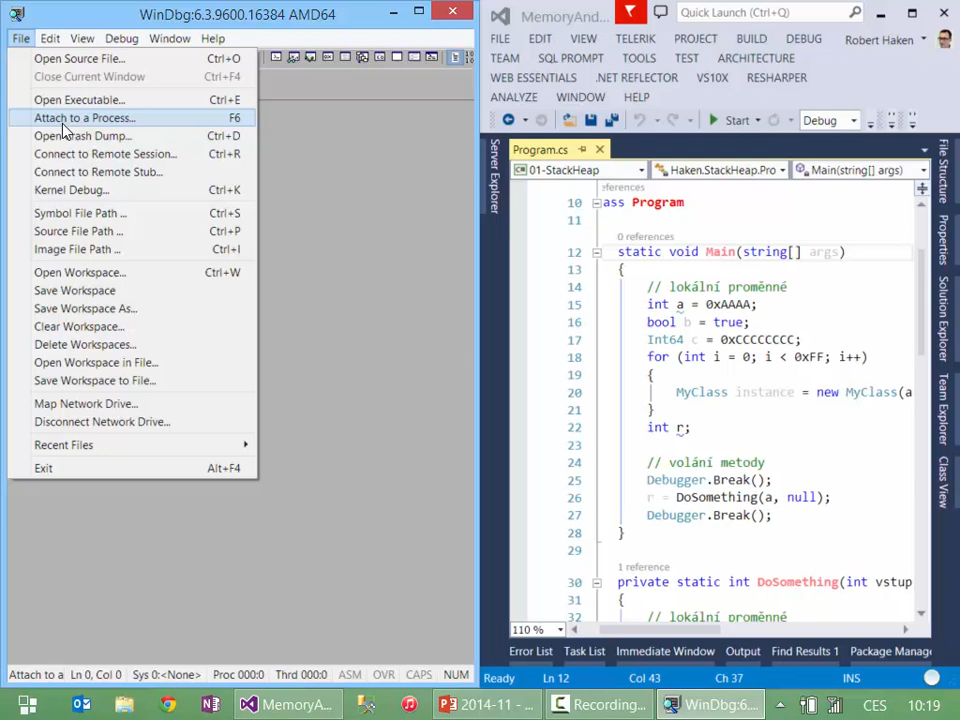 WinDbg:6.3.9600.16384 AMD64
File Edit View Debug Window Help
Open Source File... Ctrl+O
Close Current Window Ctrl+F4
Open Executable... Ctrl+E
Attach to a Process... F6
Open Crash Dump... Ctrl+D
Connect to Remote Session... Ctrl+R
Connect to Remote Stub...
Kernel Debug... Ctrl+K
Symbol File Path ... Ctrl+S
Source File Path ... Ctrl+P
Image File Path ... Ctrl+I
Open Workspace... Ctrl+W
Save Workspace
Save Workspace As...
Clear Workspace...
Delete Workspaces...
Open Workspace in File...
Save Workspace to File...
Map Network Drive...
Disconnect Network Drive...
Recent Files
Exit Alt+F4
Attach to a Ln 0, Col 0 Sys 0:<None> Proc 000:0 Thrd 000:0 ASM OVR CAPS NUM
MemoryAnd... Quick Launch (Ctrl+Q)
FILE EDIT VIEW TELERIK PROJECT BUILD DEBUG Robert Haken
TEAM SQL PROMPT TOOLS TEST ARCHITECTURE
WEB ESSENTIALS .NET REFLECTOR VS10X RESHARPER
ANALYZE WINDOW HELP
Start Debug
Program.cs
01-StackHeap Haken.StackHeap.Pro Main(string[] args)
Server Explorer
ferences
10 ass Program
11
0 references
12 static void Main(string[] args)
13 {
14 // lokální proměnné
15 int a = 0xAAAA;
16 bool b = true;
17 Int64 c = 0xCCCCCCCC;
18 for (int i = 0; i < 0xFF; i++)
19 {
20 MyClass instance = new MyClass(a
21 }
22 int r;
23
24 // volání metody
25 Debugger.Break();
26 r = DoSomething(a, null);
27 Debugger.Break();
28 }
29
1 reference
30 private static int DoSomething(int vstup
31 {
32 // lokální proměnné
110 %
File Structure
Properties
Solution Explorer
Team Explorer
Class View
Error List Task List Immediate Window Output Find Results 1 Package Manag
Ready Ln 12 Col 43 Ch 37 INS
MemoryA... 2014-11 - ... Recording... WinDbg:6... CES 10:19